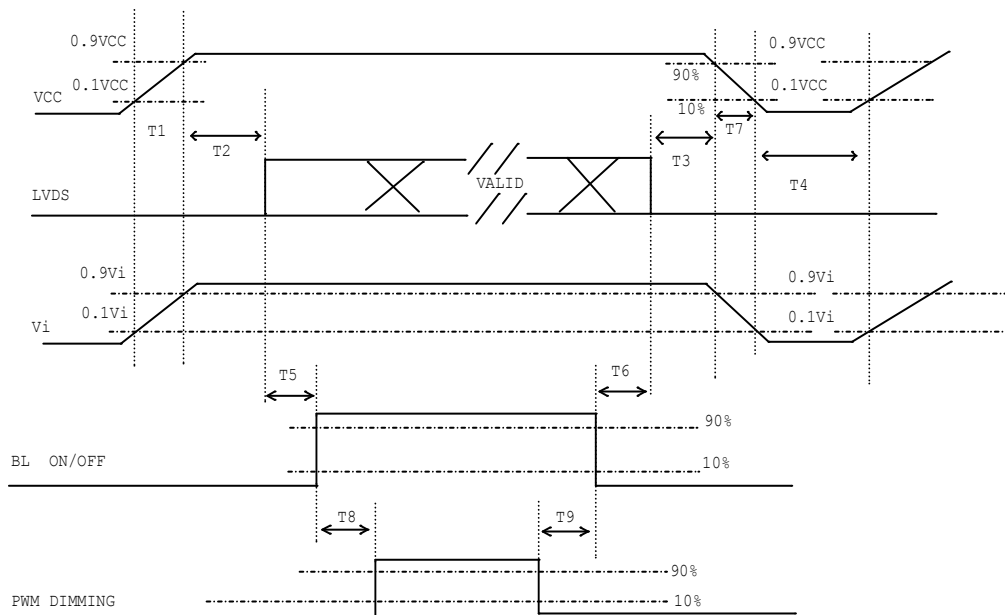 0.9VCC 0.9VCC
90%
0.1VCC 0.1VCC
VCC
10%
T1 T7
T2 T3
T4
VALID
LVDS
0.9Vi 0.9Vi
0.1Vi 0.1Vi
Vi
T5 T6
90%
BL ON/OFF 10%
T8 T9
90%
PWM DIMMING 10%